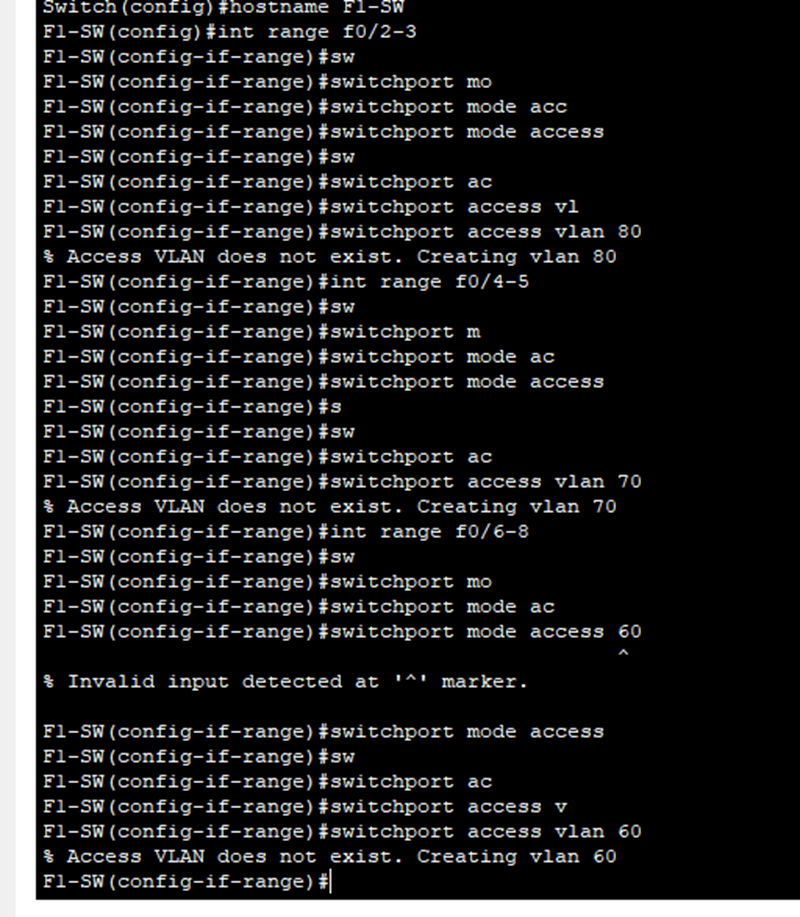 Switch(config)#hostname F1-SW
F1-SW(config)#int range f0/2-3
F1-SW(config-if-range)#sw
F1-SW(config-if-range)#switchport mo
F1-SW(config-if-range)#switchport mode acc
F1-SW(config-if-range)#switchport mode access
F1-SW(config-if-range)#sw
F1-SW(config-if-range)#switchport ac
F1-SW(config-if-range)#switchport access vl
F1-SW(config-if-range)#switchport access vlan 80
% Access VLAN does not exist. Creating vlan 80
F1-SW(config-if-range)#int range f0/4-5
F1-SW(config-if-range)#sw
F1-SW(config-if-range)#switchport m
F1-SW(config-if-range)#switchport mode ac
F1-SW(config-if-range)#switchport mode access
F1-SW(config-if-range)#s
F1-SW(config-if-range)#sw
F1-SW(config-if-range)#switchport ac
F1-SW(config-if-range)#switchport access vlan 70
% Access VLAN does not exist. Creating vlan 70
F1-SW(config-if-range)#int range f0/6-8
F1-SW(config-if-range)#sw
F1-SW(config-if-range)#switchport mo
F1-SW(config-if-range)#switchport mode ac
F1-SW(config-if-range)#switchport mode access 60
^
% Invalid input detected at '^' marker.
F1-SW(config-if-range)#switchport mode access
F1-SW(config-if-range)#sw
F1-SW(config-if-range)#switchport ac
F1-SW(config-if-range)#switchport access v
F1-SW(config-if-range)#switchport access vlan 60
% Access VLAN does not exist. Creating vlan 60
F1-SW(config-if-range)#